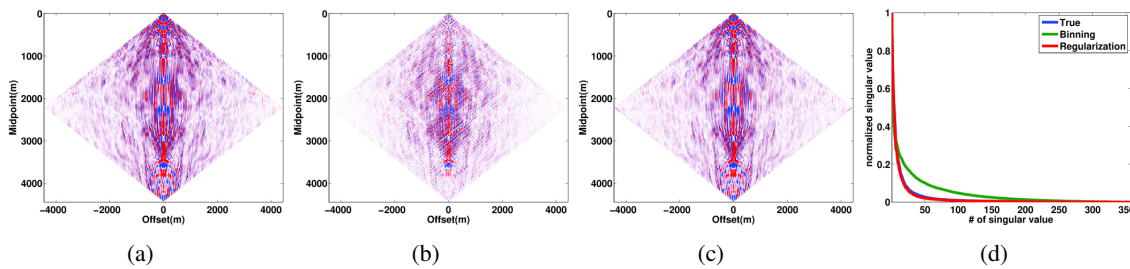 0
1000
2000
3000
4000
Midpoint(m)
−4000 −2000 0 2000 4000
Offset(m)
(a)
0
1000
2000
3000
4000
Midpoint(m)
−4000 −2000 0 2000 4000
Offset(m)
(b)
0
1000
2000
3000
4000
Midpoint(m)
−4000 −2000 0 2000 4000
Offset(m)
(c)
1
0.8
0.6
0.4
0.2
0
normalized singular value
True
Binning
Regularization
50 100 150 200 250 300 350
# of singular value
(d)